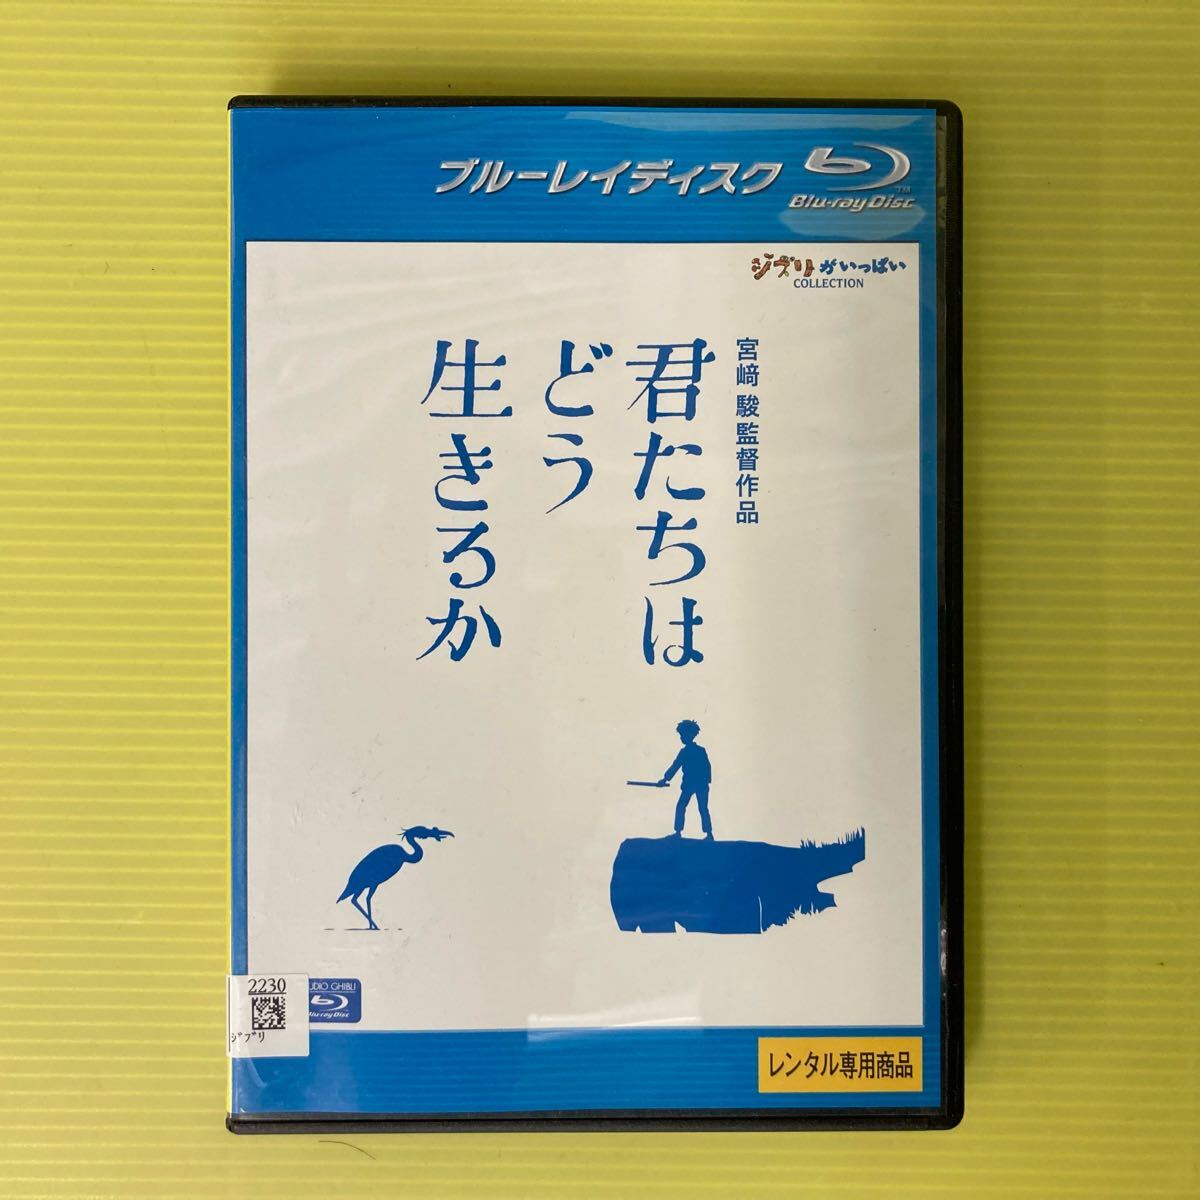 ブルーレイディスク
Blu-ray Disc
TM
ジブリがいっぱい
COLLECTION
宮﨑 駿監督作品
君たちは
どう
生きるか
2230
ジブリ
UDIO GHIBLI
Blu-ray Disc
レンタル専用商品